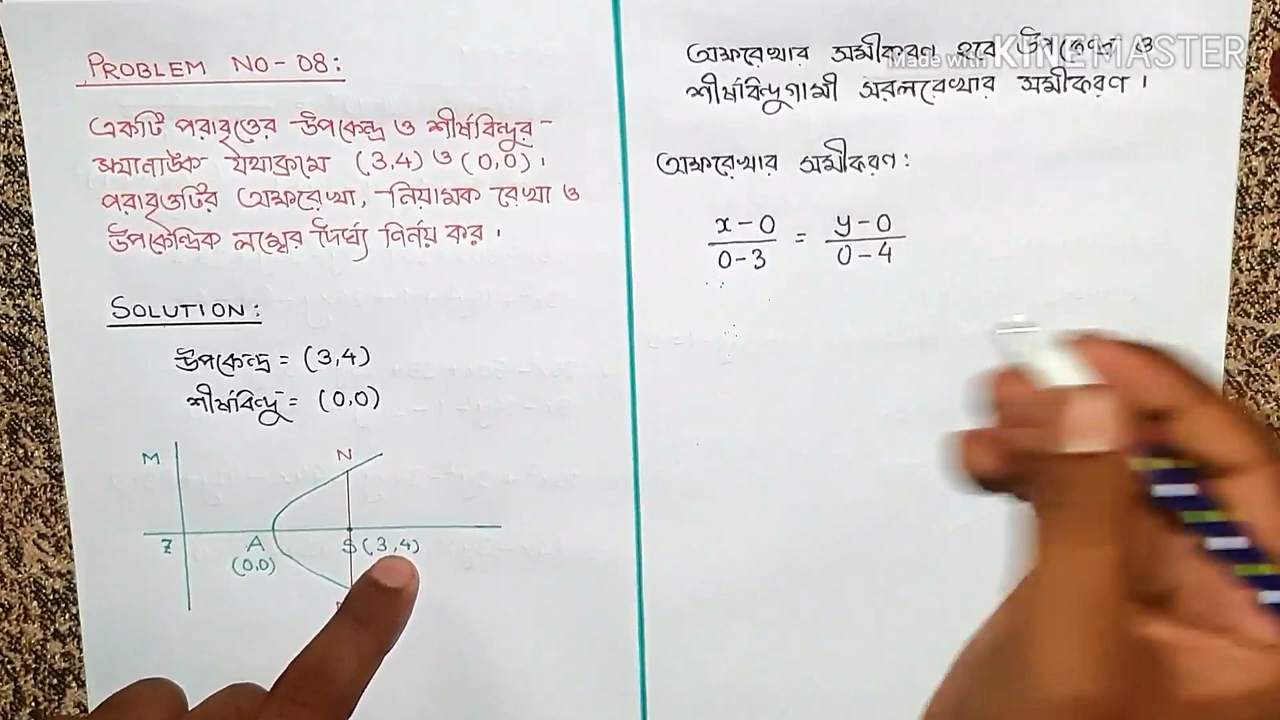 PROBLEM NO-08:
একটি পরাবৃত্তের উপকেন্দ্র ও শীর্ষবিন্দুর
স্থানাঙ্ক যথাক্রমে (3,4) ও (0,0)।
পরাবৃত্তটির অক্ষরেখা, নিয়ামক রেখা ও
উপকেন্দ্রিক লম্বের দৈর্ঘ্য নির্নয় কর।
SOLUTION:
উপকেন্দ্র = (3,4)
শীর্ষবিন্দু = (0,0)
M
N
Z
A
S(3,4)
(0,0)
অক্ষরেখার সমীকরণ হবে উপকেন্দ্র ও
শীর্ষবিন্দুগামী সরলরেখার সমীকরণ।
Made with KINEMASTER
অক্ষরেখার সমীকরণ:
x-0 / 0-3 = y-0 / 0-4